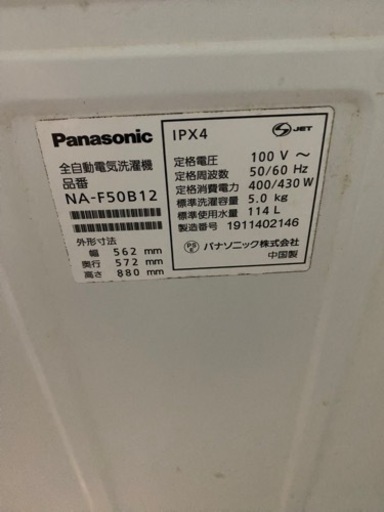 Panasonic
全自動電気洗濯機
品番
NA-F50B12
外形寸法
幅 562 mm
奥行 572 mm
高さ 880 mm
IPX4
JET
定格電圧 100 V ～
定格周波数 50/60 Hz
定格消費電力 400/430 W
標準洗濯容量 5.0 kg
標準使用水量 114 L
製造番号 1911402146
パナソニック株式会社
中国製